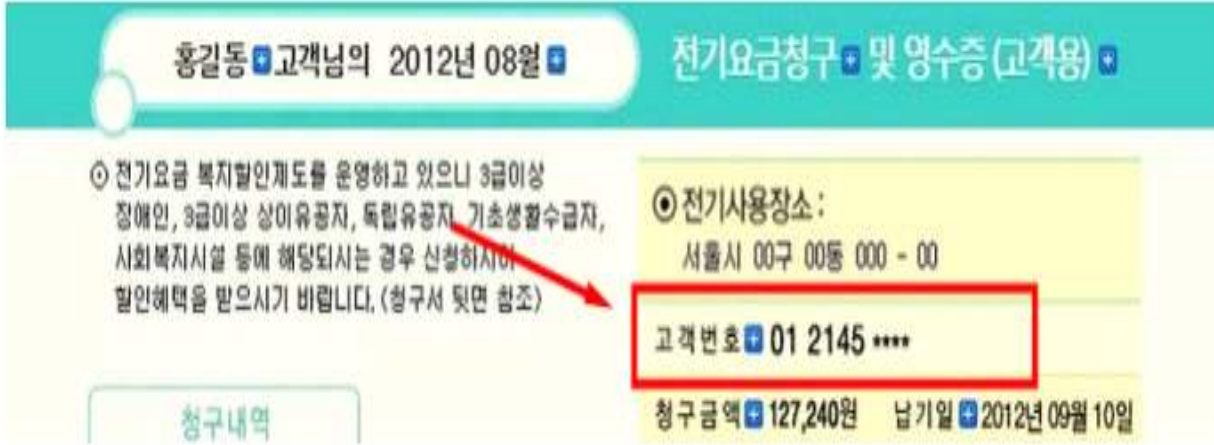 홍길동 고객님의 2012년 08월
전기요금청구 및 영수증 (고객용)
⊙ 전기요금 복지할인제도를 운영하고 있으니 3급이상
장애인, 3급이상 상이유공자, 독립유공자, 기초생활수급자,
사회복지시설 등에 해당되시는 경우 신청하시어
할인혜택을 받으시기 바랍니다. (청구서 뒷면 참조)
청구내역
⊙ 전기사용장소 :
서울시 00구 00동 000 - 00
고객번호 01 2145 ****
청구금액 127,240원 납기일 2012년 09월 10일